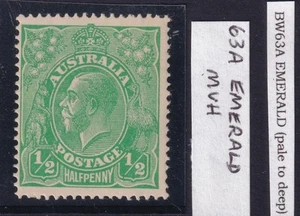 AUSTRALIA
POSTAGE
1/2
HALFPENNY
1/2
63A EMERALD
MVH
BW63A EMERALD (pale to deep)